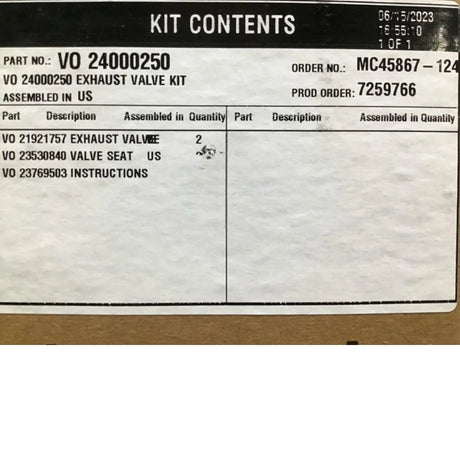 KIT CONTENTS
06/15/2023
16:55:10
1 OF 1
PART NO.: VO 24000250
ORDER NO.: MC45867-124
VO 24000250 EXHAUST VALVE KIT
PROD ORDER: 7259766
ASSEMBLED IN US
Part Description Assembled in Quantity Part Description Assembled in Quantity
VO 21921757 EXHAUST VALVE 2
VO 23530840 VALVE SEAT US
VO 23769503 INSTRUCTIONS